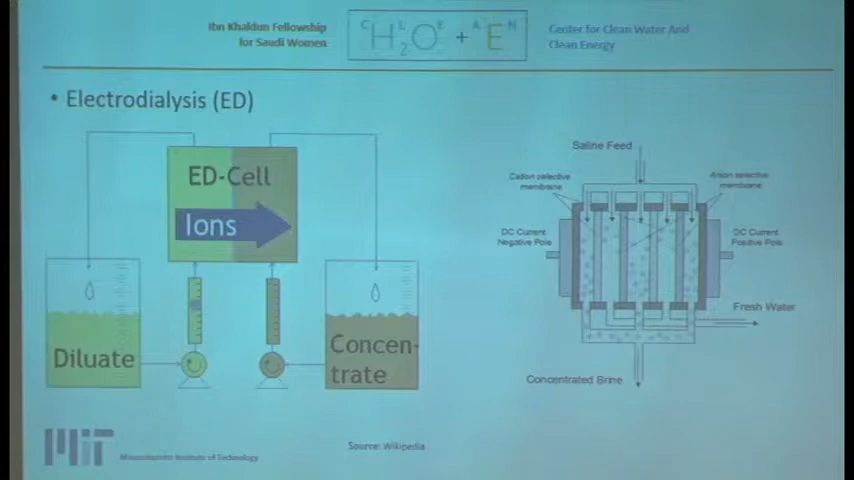 Ibn Khaldun Fellowship
for Saudi Women
C L E A N
H2O + E
Center for Clean Water And
Clean Energy
• Electrodialysis (ED)
ED-Cell
Ions
Diluate
Concen-
trate
Saline Feed
Cation selective
membrane
Anion selective
membrane
DC Current
Negative Pole
DC Current
Positive Pole
Fresh Water
Concentrated Brine
Source: Wikipedia
MIT
Massachusetts Institute of Technology